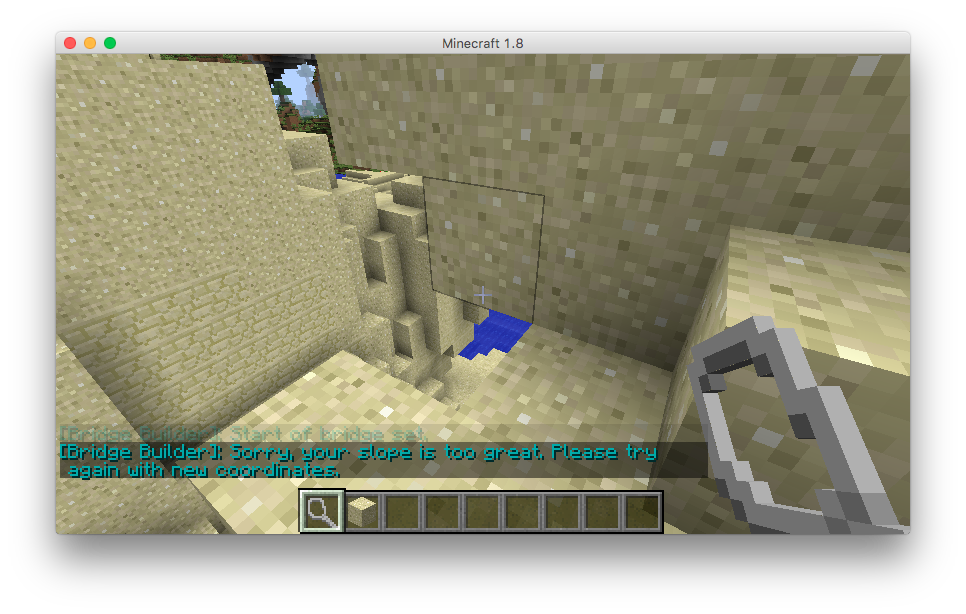 Minecraft 1.8
[Bridge Builder]: Start of bridge set
[Bridge Builder]: Sorry, your slope is too great. Please try
again with new coordinates.